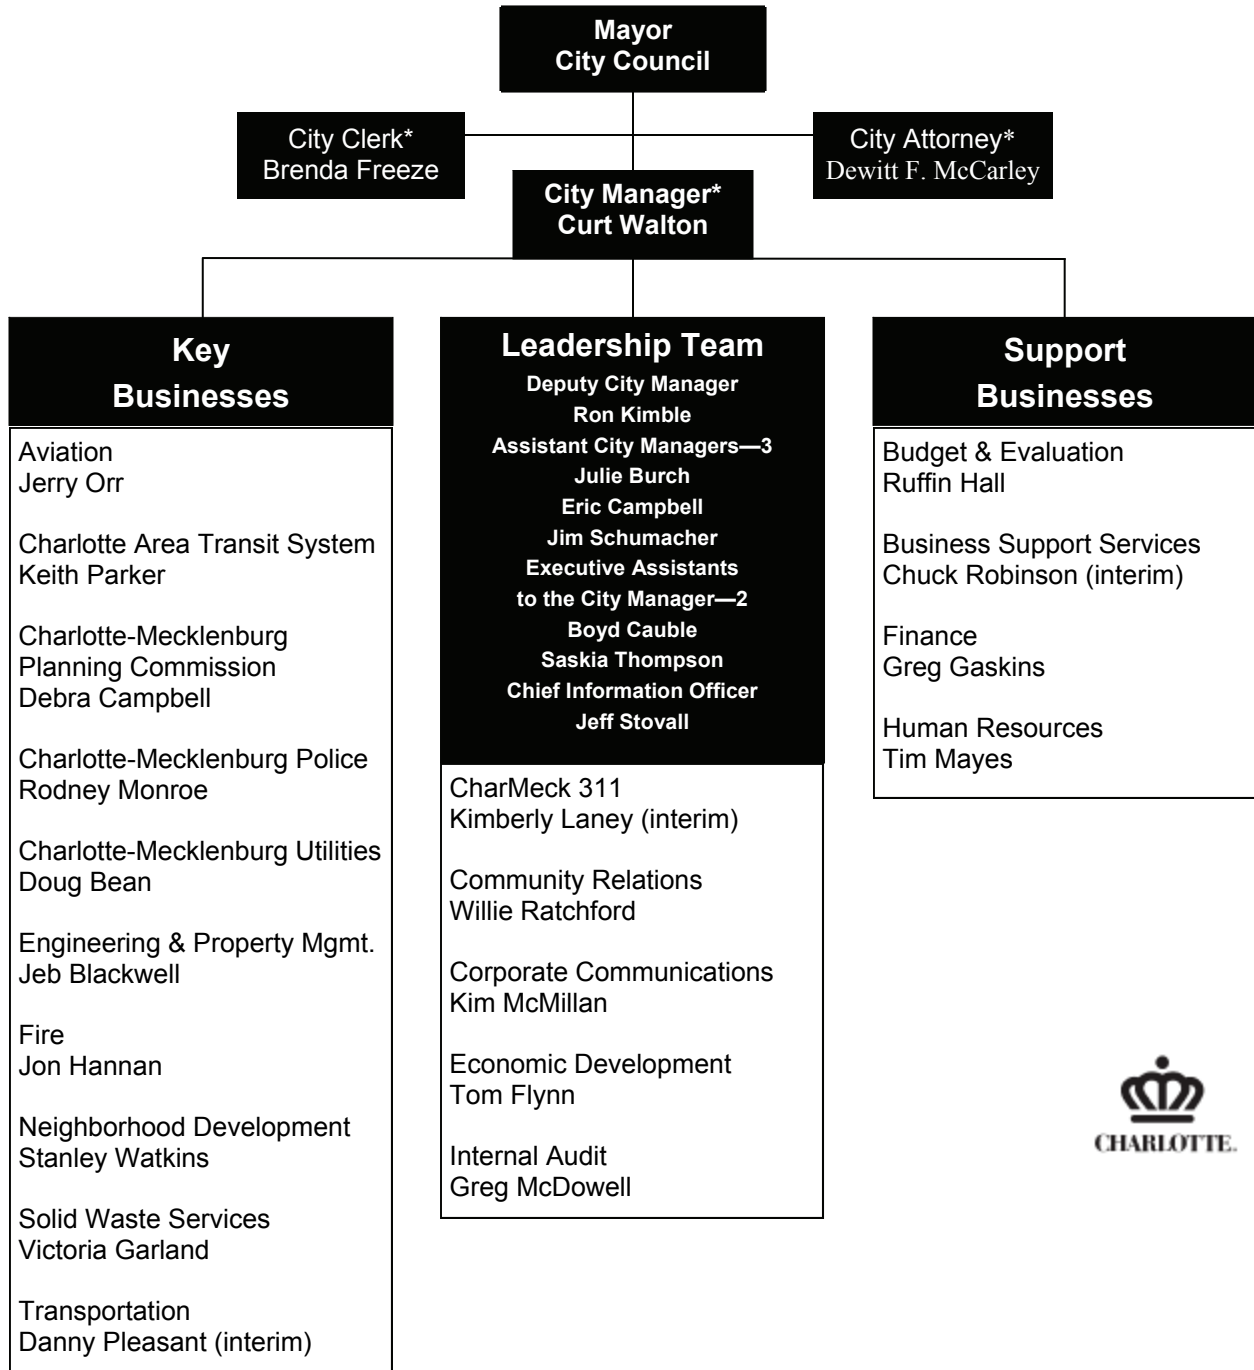 Mayor
City Council
City Clerk*
Brenda Freeze
City Attorney*
Dewitt F. McCarley
City Manager*
Curt Walton
Key
Businesses
Aviation
Jerry Orr
Charlotte Area Transit System
Keith Parker
Charlotte-Mecklenburg
Planning Commission
Debra Campbell
Charlotte-Mecklenburg Police
Rodney Monroe
Charlotte-Mecklenburg Utilities
Doug Bean
Engineering & Property Mgmt.
Jeb Blackwell
Fire
Jon Hannan
Neighborhood Development
Stanley Watkins
Solid Waste Services
Victoria Garland
Transportation
Danny Pleasant (interim)
Leadership Team
Deputy City Manager
Ron Kimble
Assistant City Managers—3
Julie Burch
Eric Campbell
Jim Schumacher
Executive Assistants
to the City Manager—2
Boyd Cauble
Saskia Thompson
Chief Information Officer
Jeff Stovall
CharMeck 311
Kimberly Laney (interim)
Community Relations
Willie Ratchford
Corporate Communications
Kim McMillan
Economic Development
Tom Flynn
Internal Audit
Greg McDowell
Support
Businesses
Budget & Evaluation
Ruffin Hall
Business Support Services
Chuck Robinson (interim)
Finance
Greg Gaskins
Human Resources
Tim Mayes
CHARLOTTE.